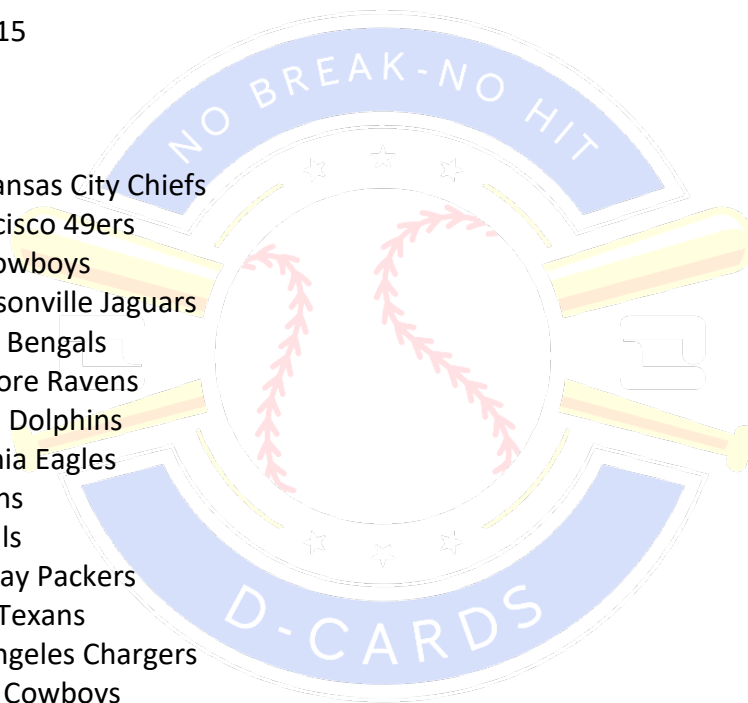 15
NO BREAK-NO HIT
ansas City Chiefs
cisco 49ers
owboys
sonville Jaguars
Bengals
ore Ravens
Dolphins
nia Eagles
ns
ls
ay Packers
Texans
ngeles Chargers
Cowboys
D-CARDS